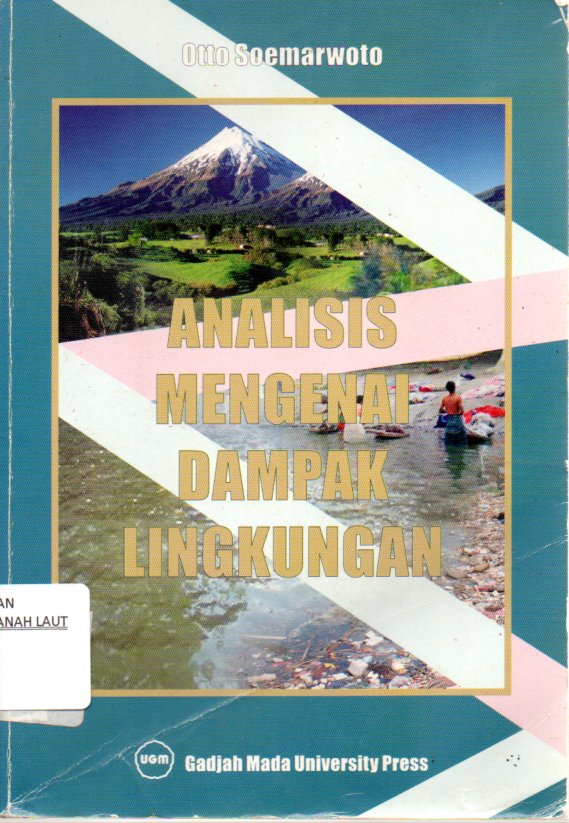 Otto Soemarwoto
ANALISIS
MENGENAI
DAMPAK
LINGKUNGAN
AN
ANAH LAUT
UGM
Gadjah Mada University Press